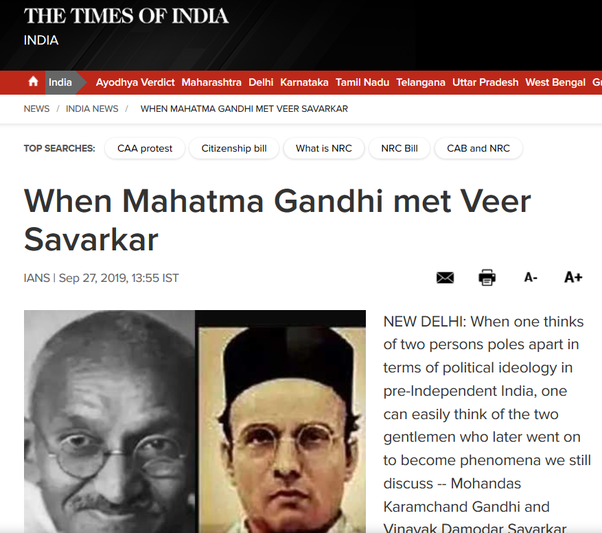 THE TIMES OF INDIA
INDIA
India Ayodhya Verdict Maharashtra Delhi Karnataka Tamil Nadu Telangana Uttar Pradesh West Bengal
NEWS / INDIA NEWS / WHEN MAHATMA GANDHI MET VEER SAVARKAR
TOP SEARCHES: CAA protest Citizenship bill What is NRC NRC Bill CAB and NRC
When Mahatma Gandhi met Veer
Savarkar
IANS | Sep 27, 2019, 13:55 IST
A- A+
NEW DELHI: When one thinks
of two persons poles apart in
terms of political ideology in
pre-Independent India, one
can easily think of the two
gentlemen who later went on
to become phenomena we still
discuss -- Mohandas
Karamchand Gandhi and
Vinayak Damodar Savarkar